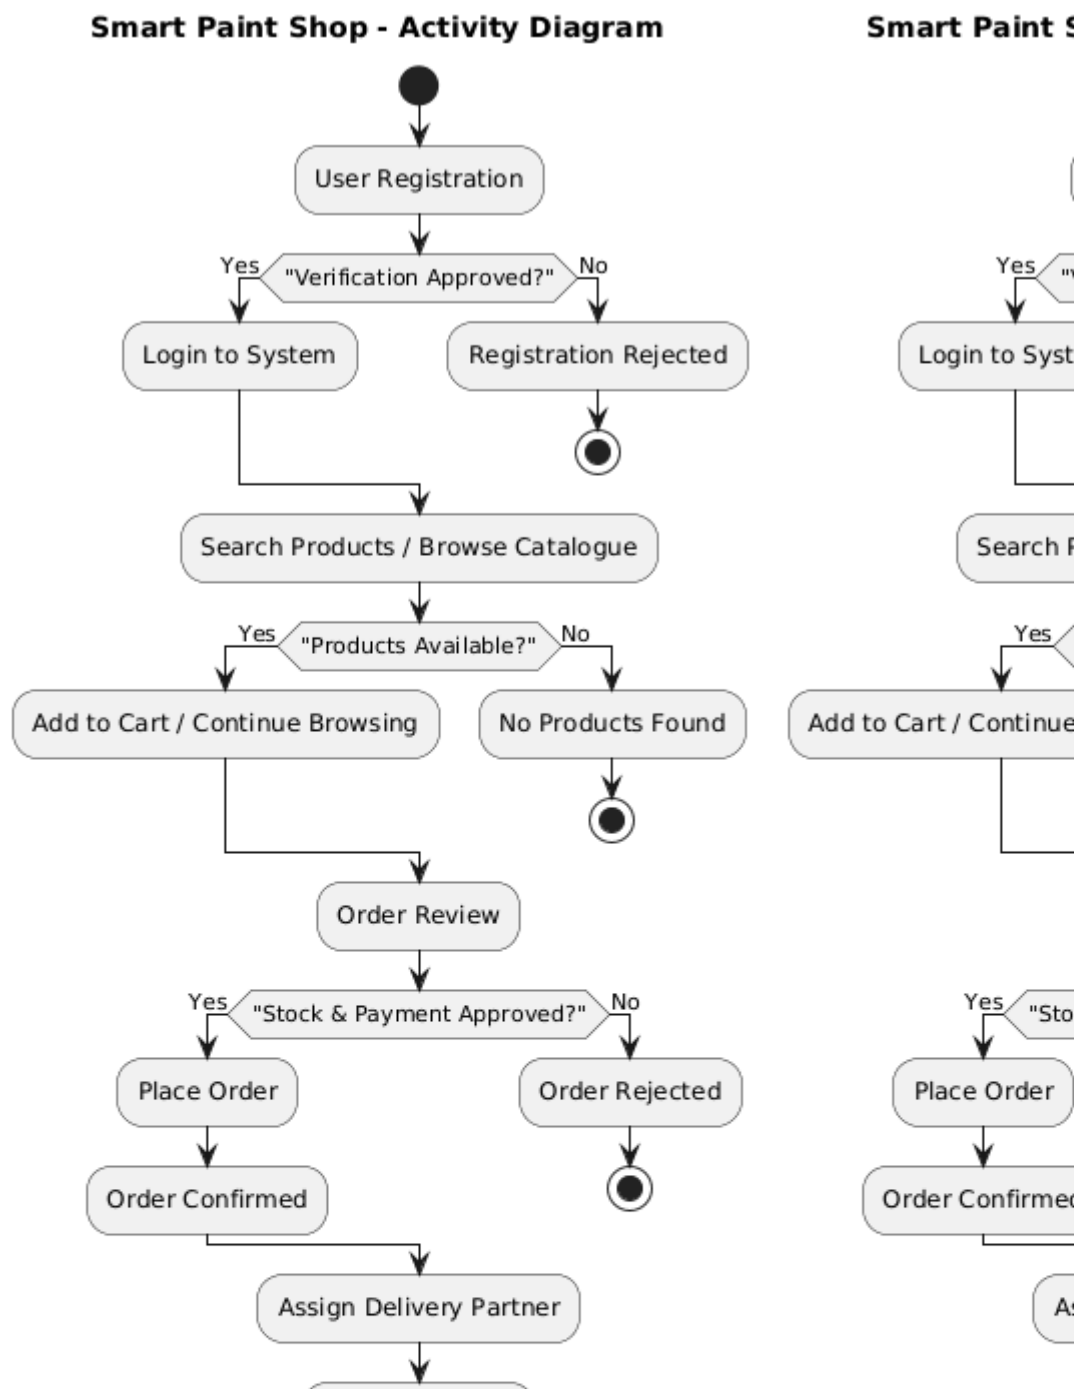 Smart Paint Shop - Activity Diagram
User Registration
Yes
"Verification Approved?"
No
Login to System
Registration Rejected
Search Products / Browse Catalogue
Yes
"Products Available?"
No
Add to Cart / Continue Browsing
No Products Found
Order Review
Yes
"Stock & Payment Approved?"
No
Place Order
Order Rejected
Order Confirmed
Assign Delivery Partner
Smart Paint
Yes
Login to
Search
Yes
Add to Cart / Continue
Yes
"Sto
Place Order
Order Confirmed